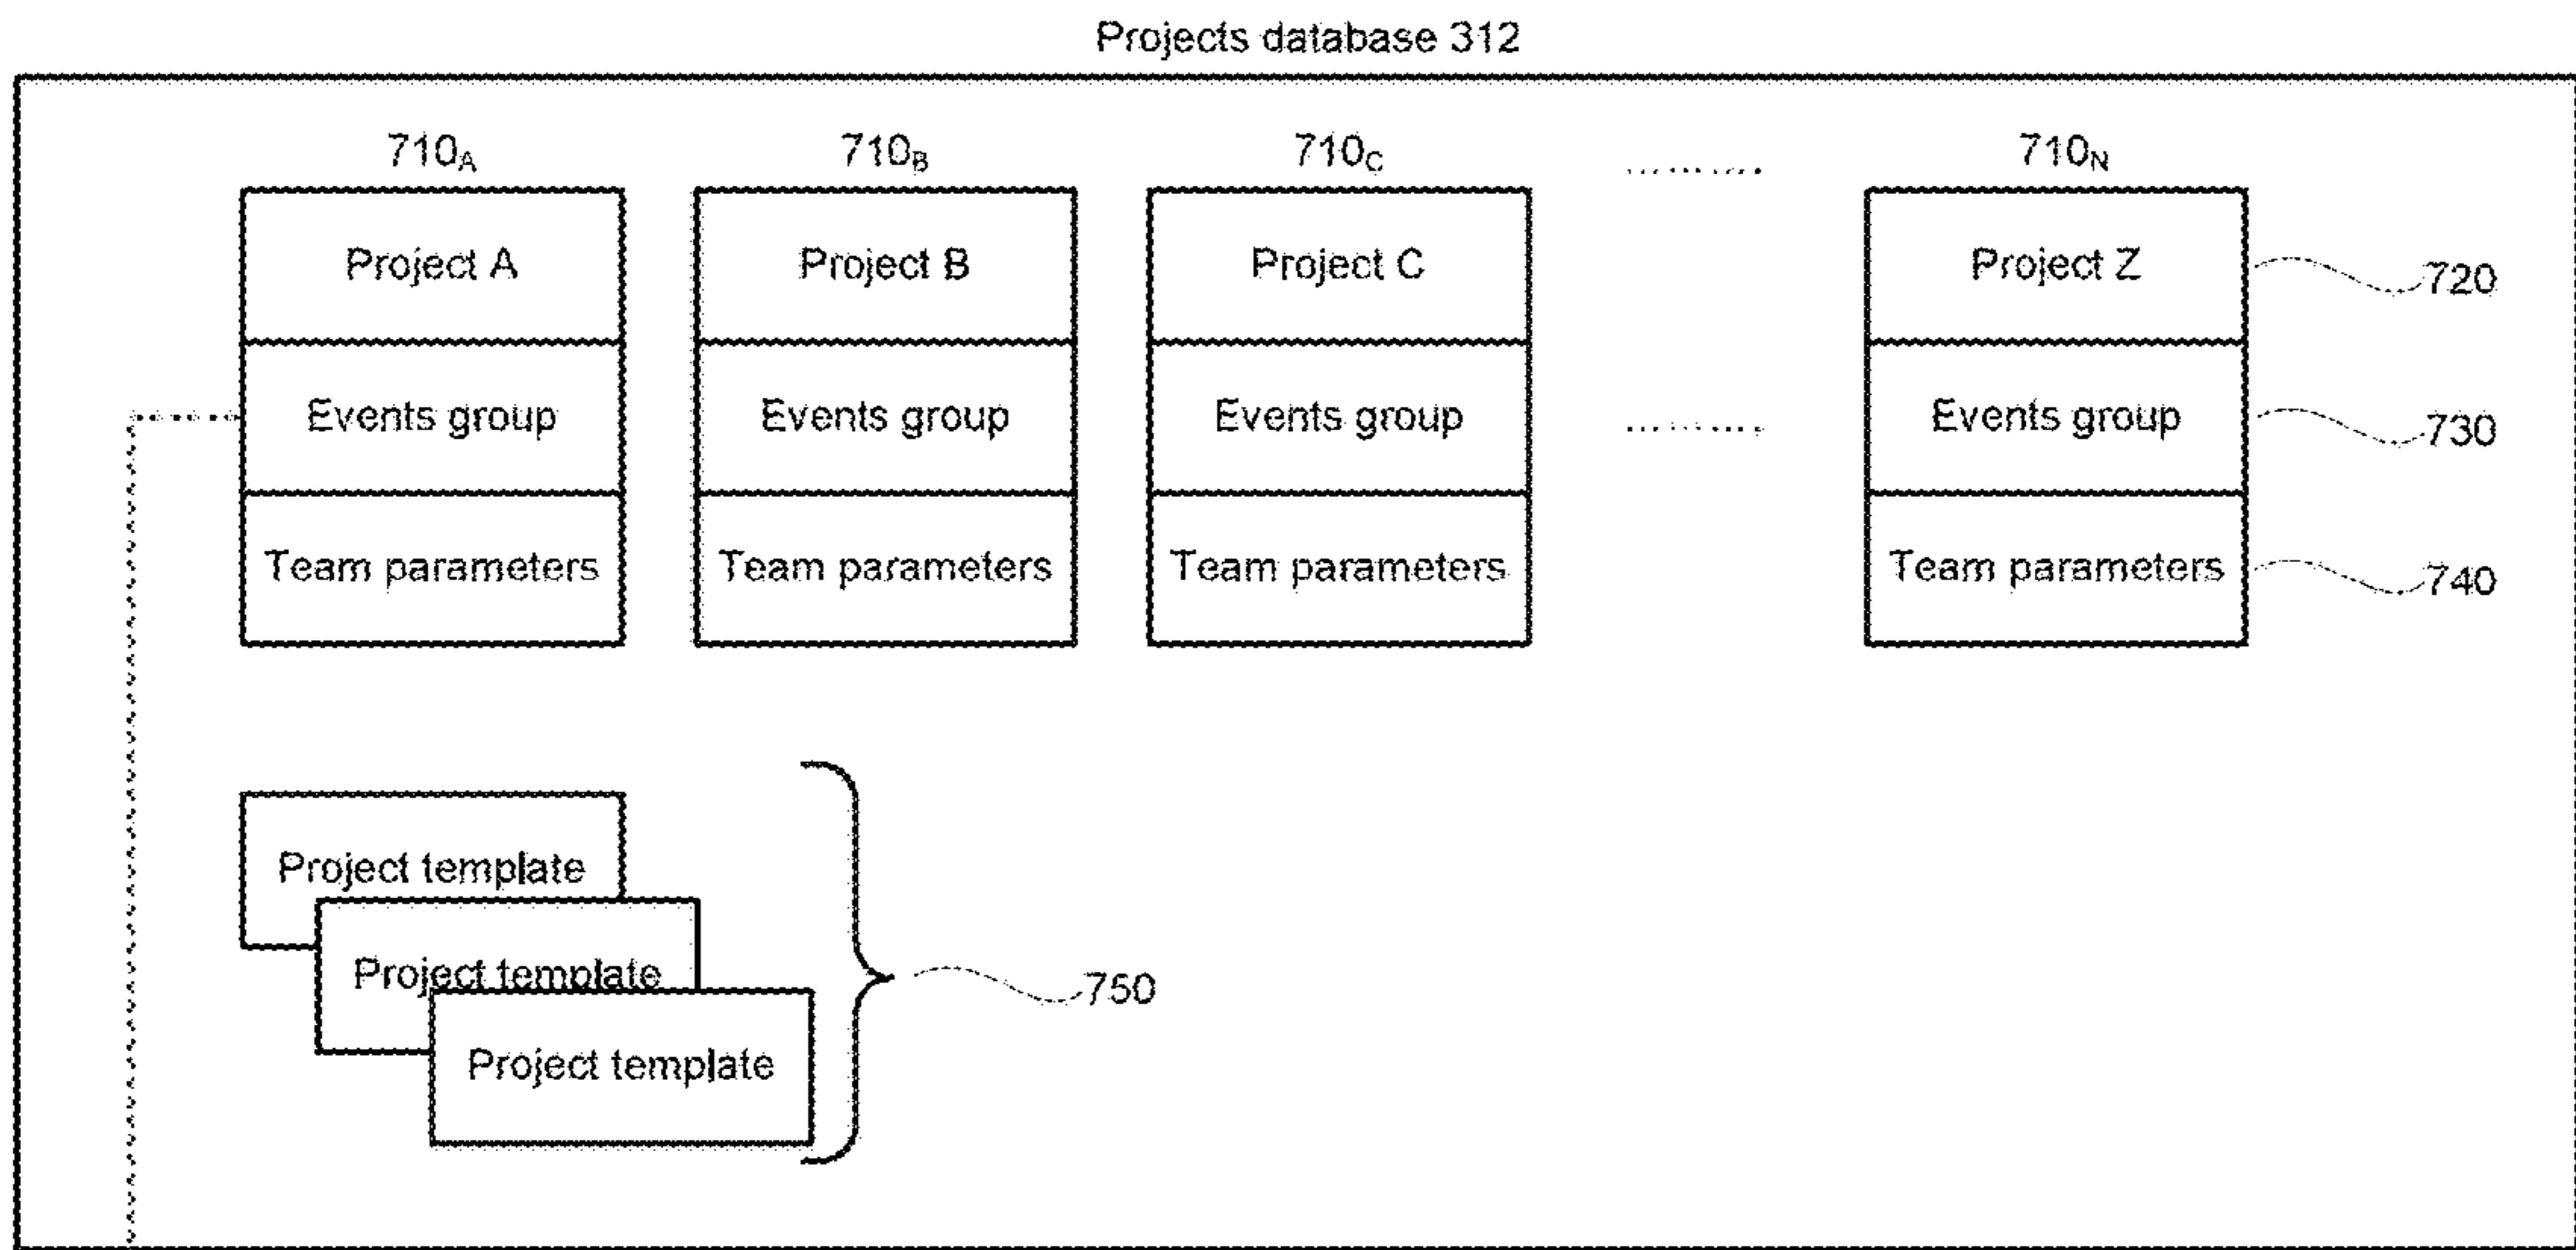 Projects database 312
710A 710B 710C ........ 710N
Project A Project B Project C Project Z 720
Events group Events group Events group ........ Events group 730
Team parameters Team parameters Team parameters Team parameters 740
Project template
Project template
750
Project template